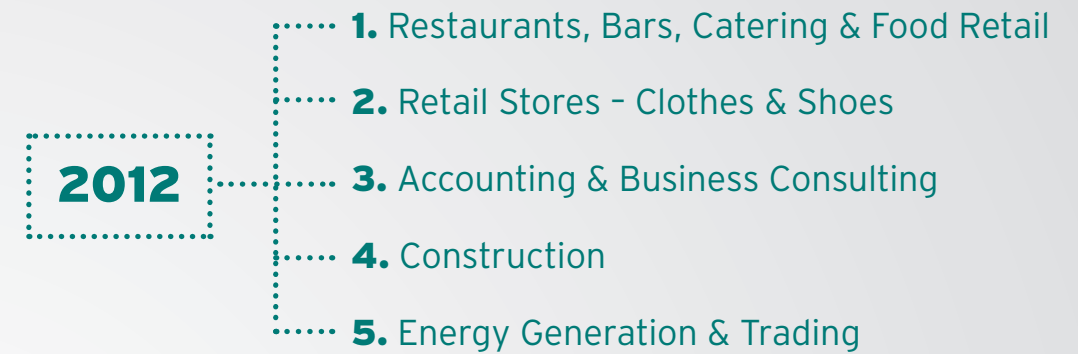 1. Restaurants, Bars, Catering & Food Retail
2. Retail Stores – Clothes & Shoes
2012
3. Accounting & Business Consulting
4. Construction
5. Energy Generation & Trading